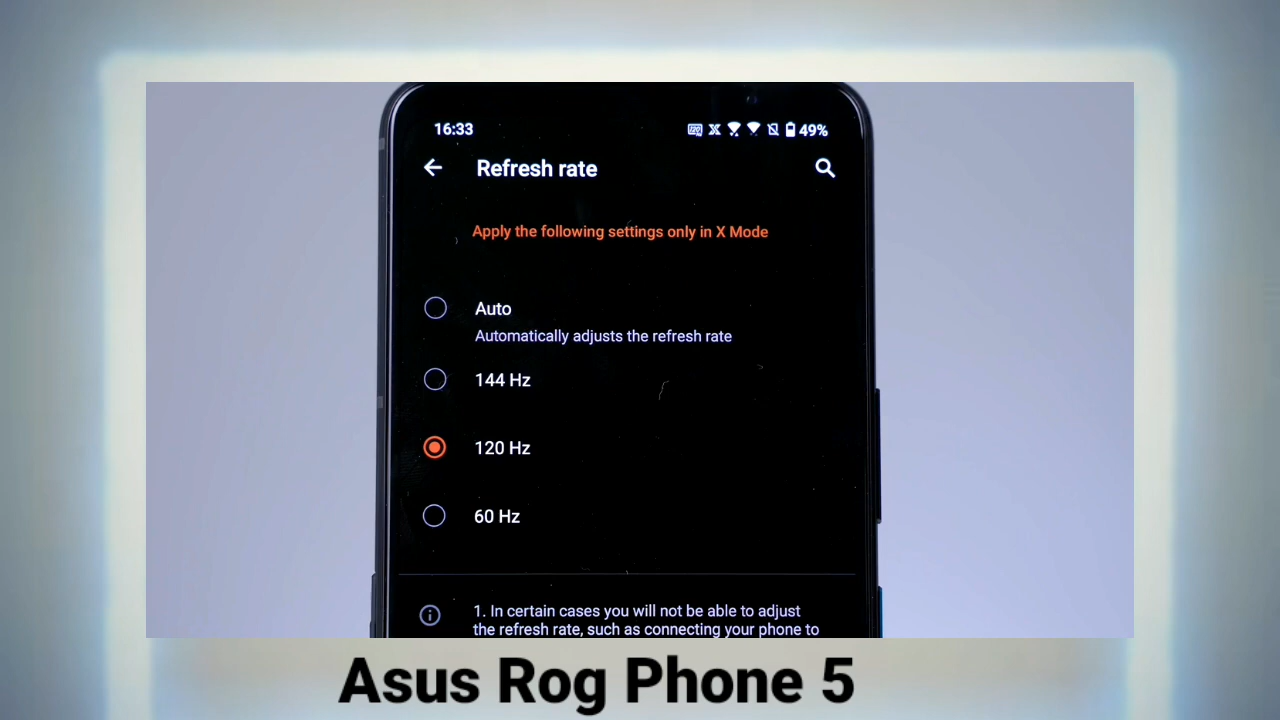 16:33
49%
Refresh rate
Apply the following settings only in X Mode
Auto
Automatically adjusts the refresh rate
144 Hz
120 Hz
60 Hz
1. In certain cases you will not be able to adjust
the refresh rate, such as connecting your phone to
Asus Rog Phone 5